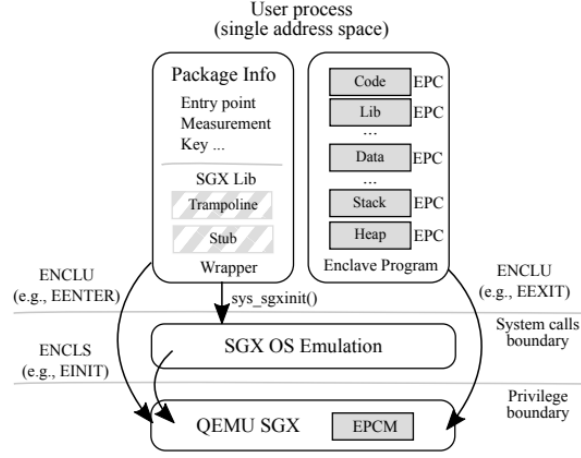 User process
(single address space)
Package Info
Entry point
Measurement
Key ...
SGX Lib
Trampoline
Stub
Wrapper
Code EPC
Lib EPC
...
Data EPC
...
Stack EPC
Heap EPC
Enclave Program
ENCLU
(e.g., EENTER)
sys_sgxinit()
ENCLU
(e.g., EEXIT)
System calls
boundary
SGX OS Emulation
ENCLS
(e.g., EINIT)
Privilege
boundary
QEMU SGX
EPCM